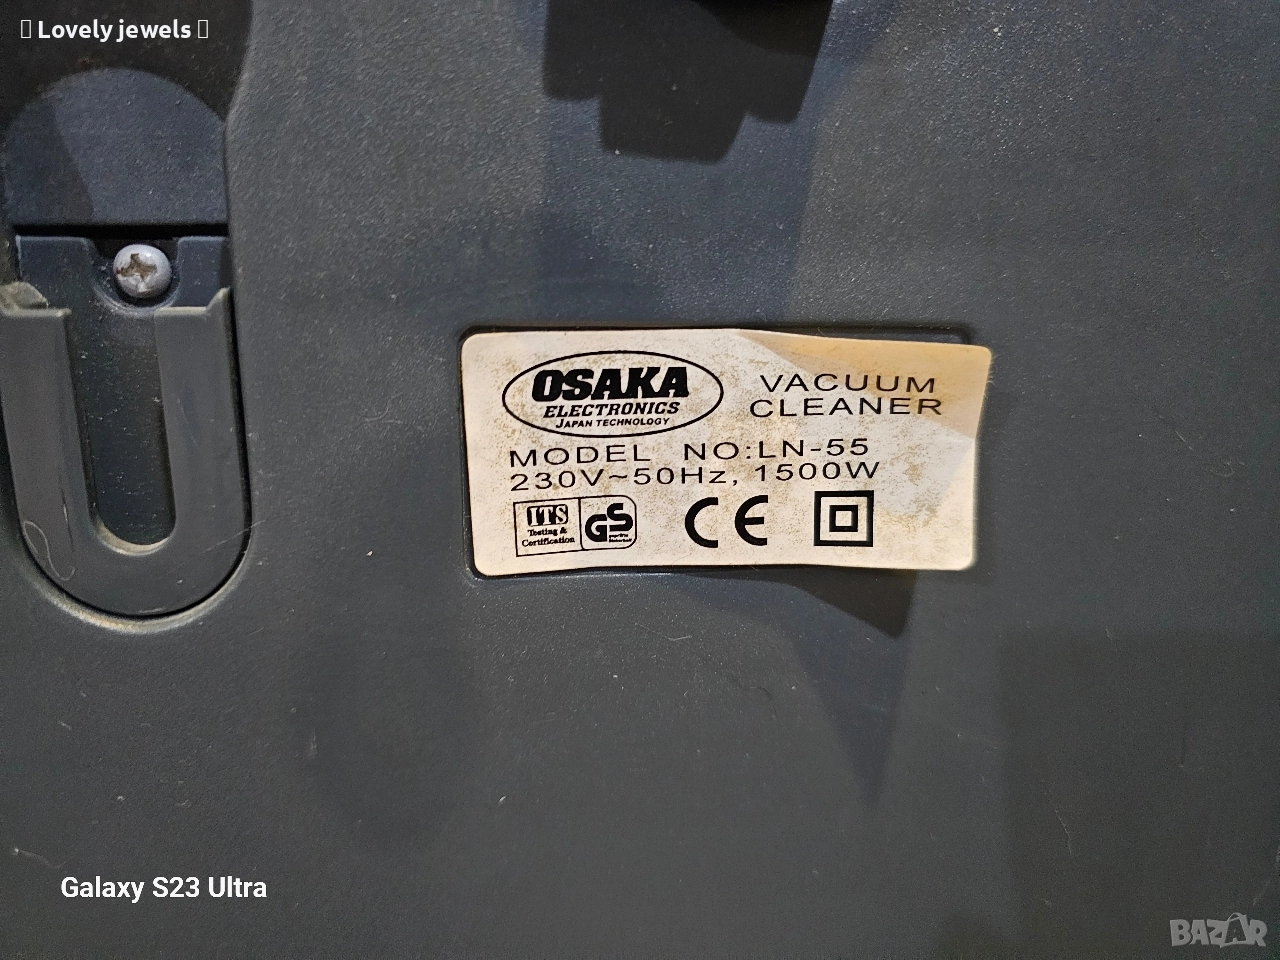 Lovely jewels
OSAKA
ELECTRONICS
JAPAN TECHNOLOGY
VACUUM
CLEANER
MODEL NO:LN-55
230V~50Hz, 1500W
ITS
Testing &
Certification
GS
CE
Galaxy S23 Ultra
BAZAR